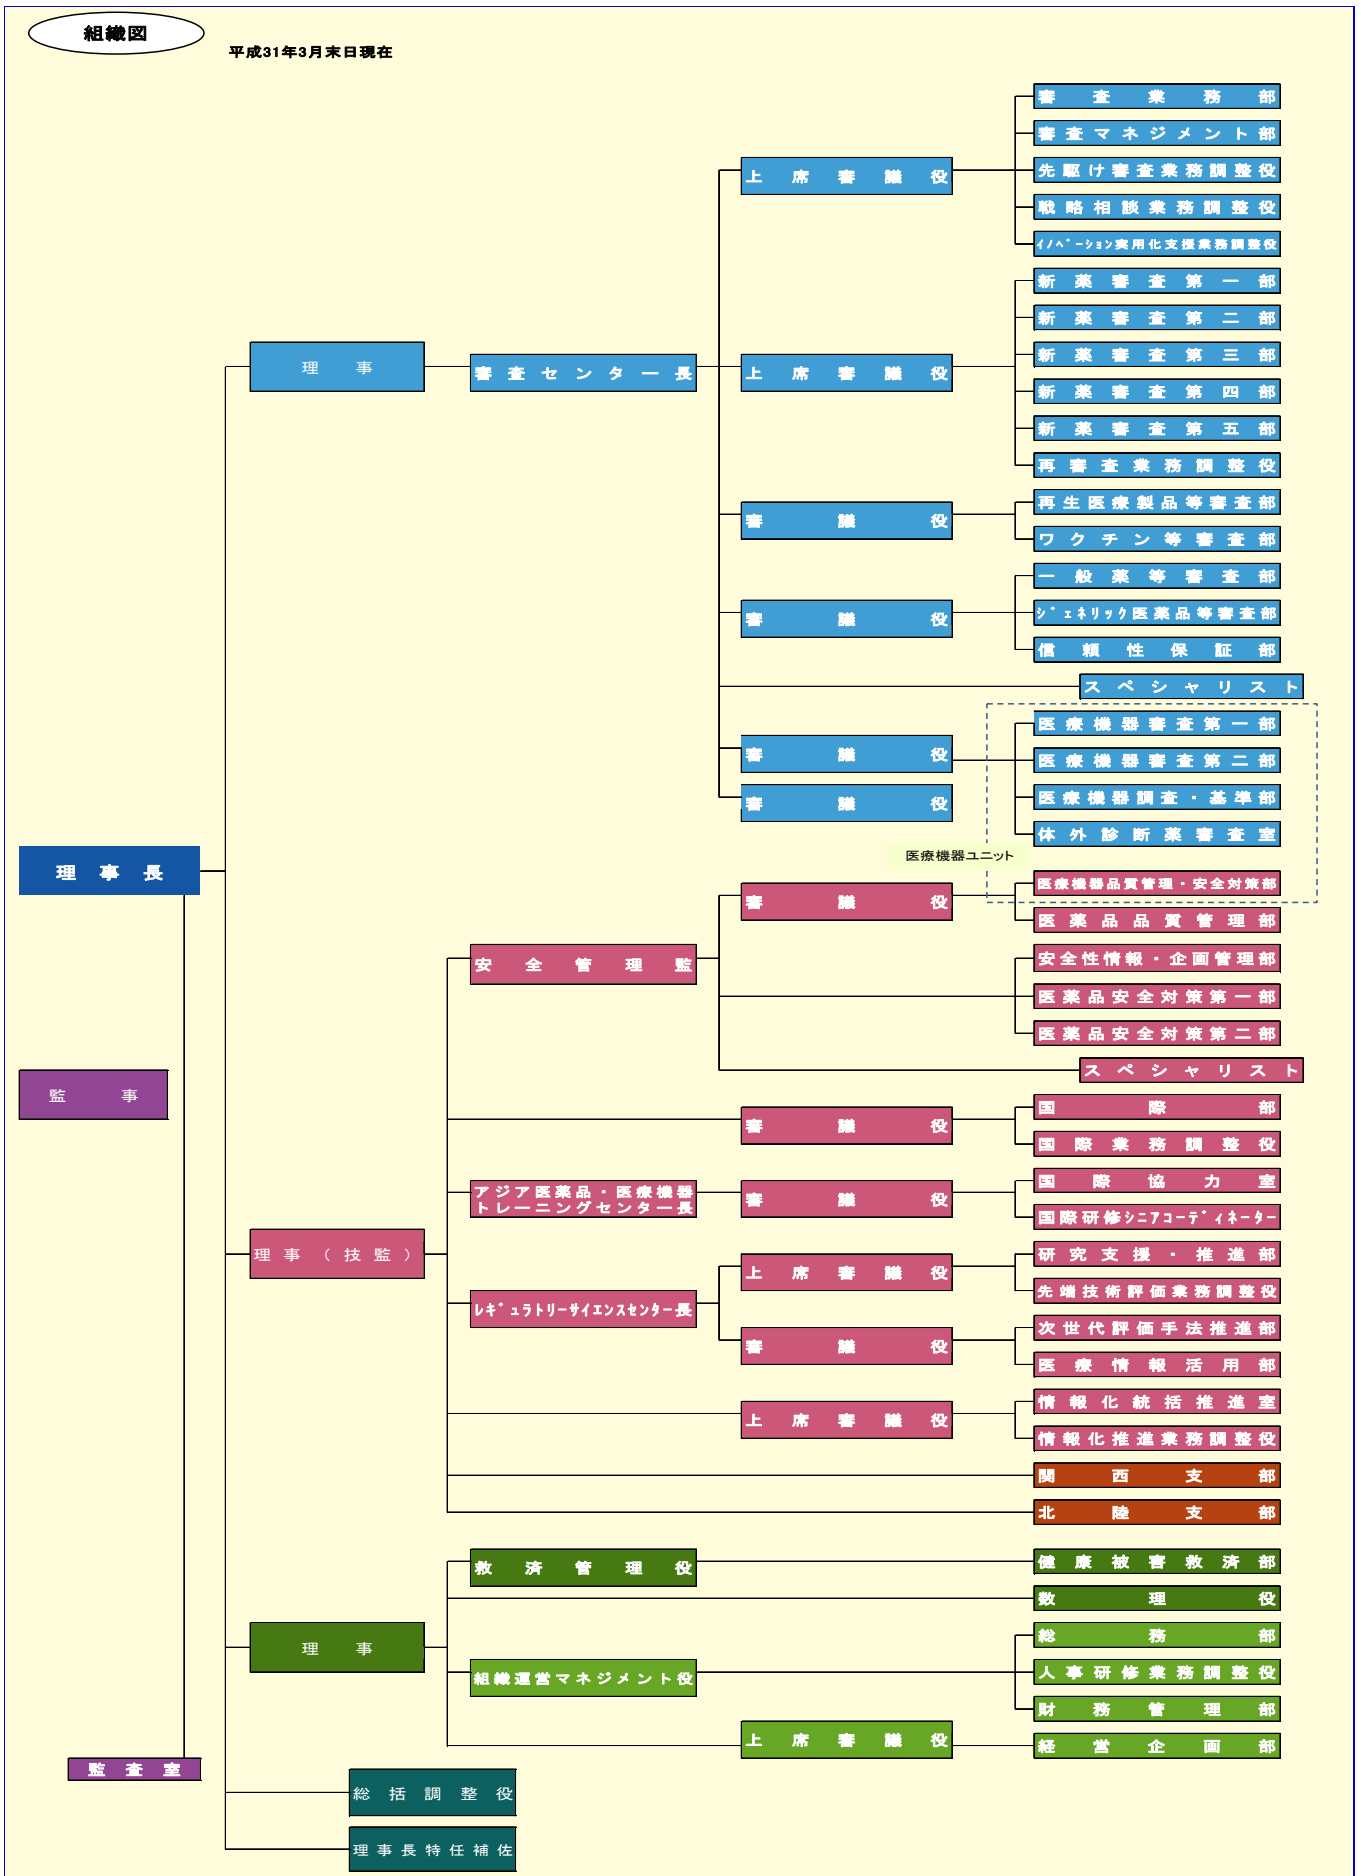 組織図
平成31年3月末日現在
審査業務部
審査マネジメント部
上席審議役
先駆け審査業務調整役
戦略相談業務調整役
イノベーション実用化支援業務調整役
新薬審査第一部
新薬審査第二部
理事
審査センター長
上席審議役
新薬審査第三部
新薬審査第四部
新薬審査第五部
再審査業務調整役
審議役
再生医療製品等審査部
ワクチン等審査部
一般薬等審査部
審議役
ジェネリック医薬品等審査部
信頼性保証部
スペシャリスト
医療機器審査第一部
審議役
医療機器審査第二部
審議役
医療機器調査・基準部
体外診断薬審査室
医療機器ユニット
理事長
医療機器品質管理・安全対策部
審議役
医薬品品質管理部
安全管理監
安全性情報・企画管理部
医薬品安全対策第一部
医薬品安全対策第二部
スペシャリスト
監事
国際部
審議役
国際業務調整役
国際協力室
アジア医薬品・医療機器
トレーニングセンター長
審議役
国際研修シニアコーディネーター
理事（技監）
研究支援・推進部
上席審議役
先端技術評価業務調整役
レギュラトリーサイエンスセンター長
次世代評価手法推進部
審議役
医療情報活用部
情報化統括推進室
上席審議役
情報化推進業務調整役
関西支部
北陸支部
救済管理役
健康被害救済部
数理役
理事
総務部
組織運営マネジメント役
人事研修業務調整役
財務管理部
上席審議役
経営企画部
監査室
総括調整役
理事長特任補佐